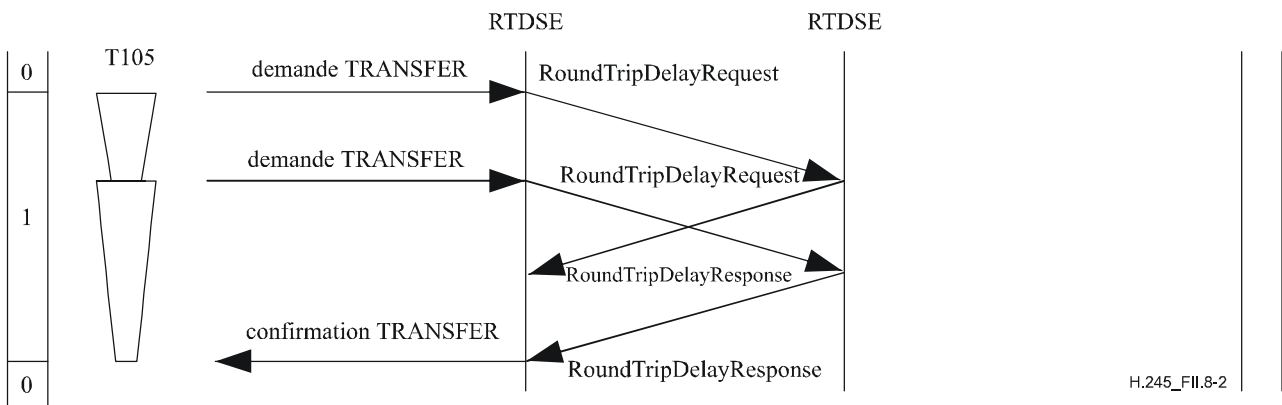 RTDSE RTDSE
0 T105 demande TRANSFER RoundTripDelayRequest
demande TRANSFER RoundTripDelayRequest
1
RoundTripDelayResponse
confirmation TRANSFER
RoundTripDelayResponse
0
H.245_FII.8-2